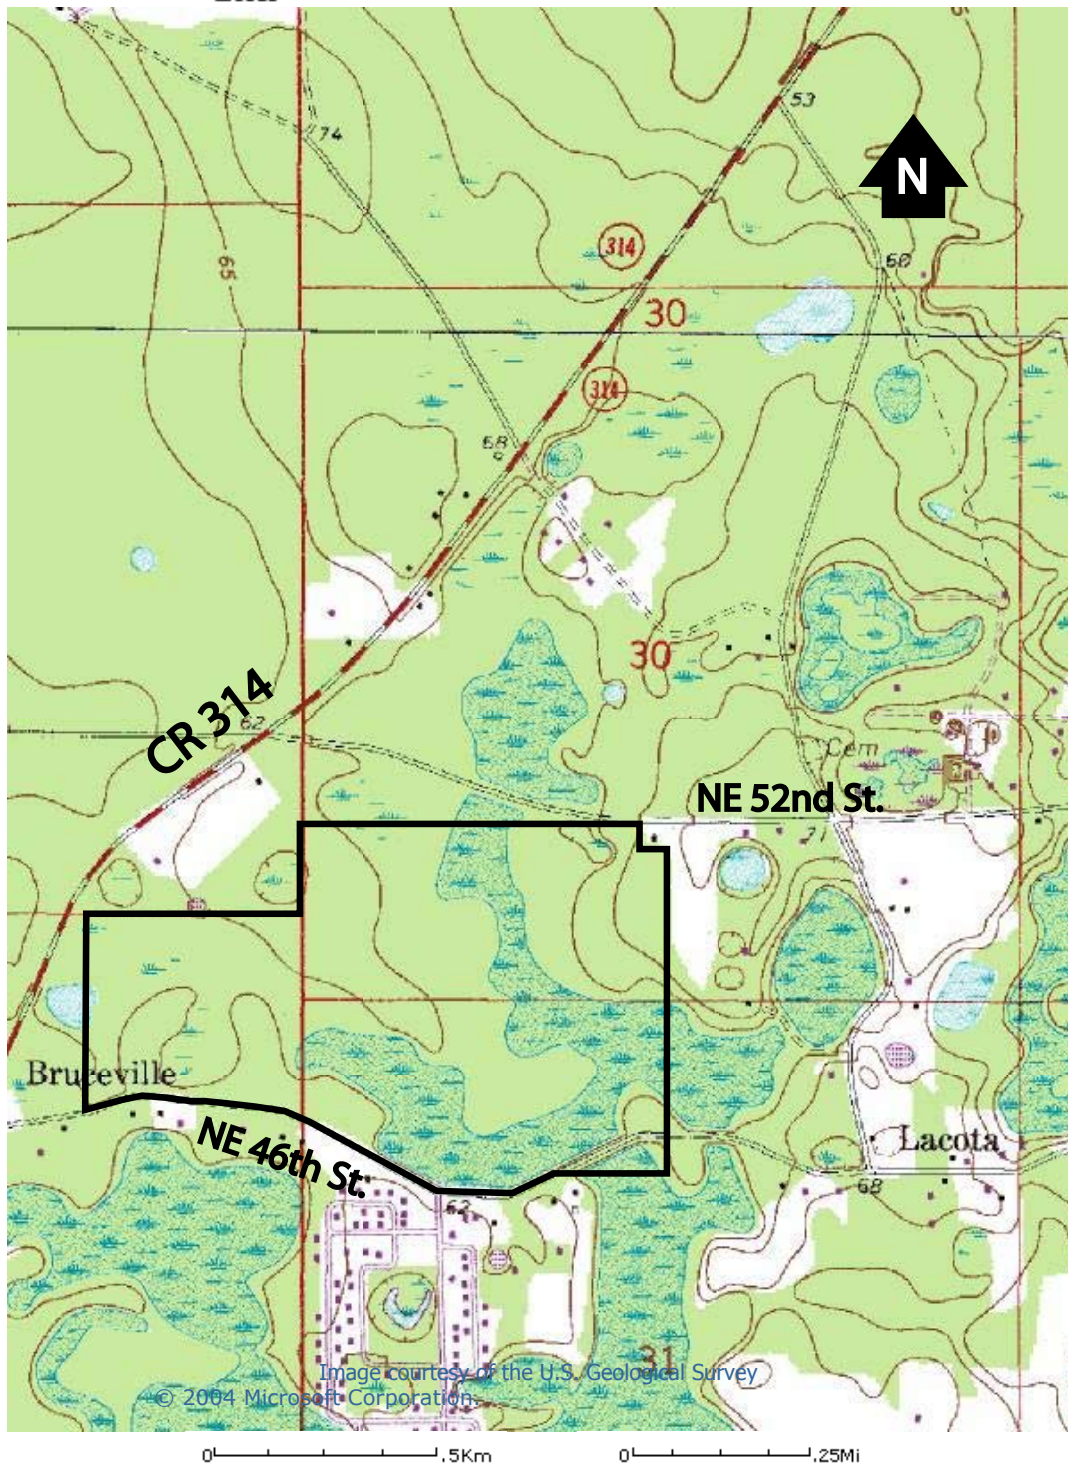 53
74
N
65
60
314
30
314
68
30
CR 314
62
Cem
NE 52nd St.
71
Bruceville
NE 46th St.
Lacota
68
62
31
Image courtesy of the U.S. Geological Survey
© 2004 Microsoft Corporation.
0 .5Km 0 .25Mi